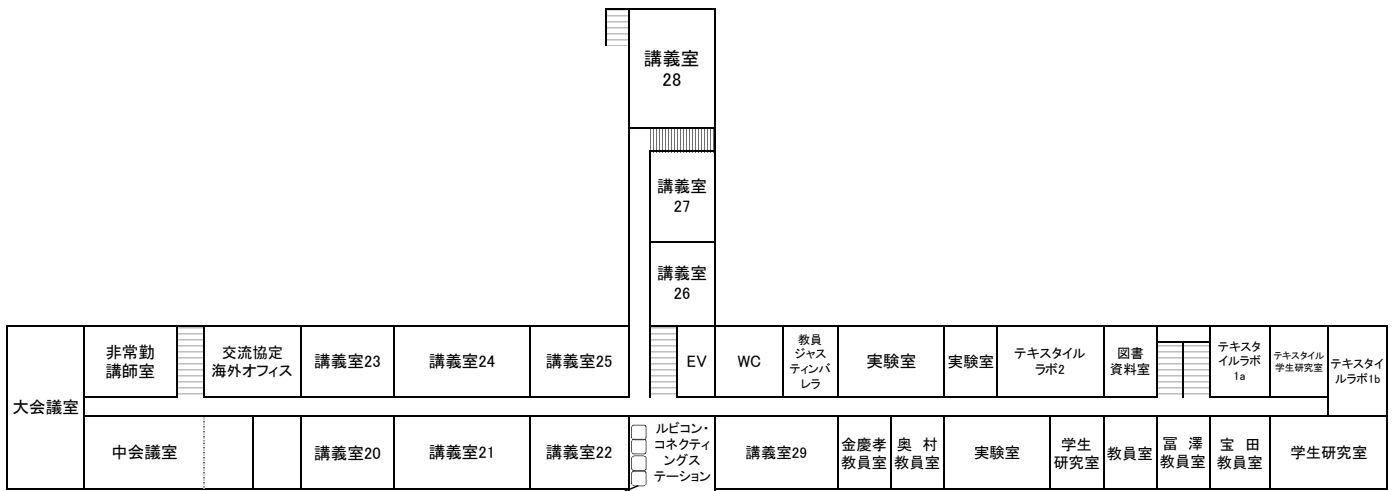 講義室
28
講義室
27
講義室
26
非常勤
講師室
交流協定
海外オフィス
講義室23
講義室24
講義室25
EV
WC
教員
ジャス
ティンバ
レラ
実験室
実験室
テキスタイル
ラボ2
図書
資料室
テキスタ
イルラボ
1a
テキスタイル
学生研究室
テキスタイ
ルラボ1b
大会議室
中会議室
講義室20
講義室21
講義室22
ルビコン・
コネクティ
ングス
テーション
講義室29
金慶孝
教員室
奥 村
教員室
実験室
学生
研究室
教員室
冨 澤
教員室
宝 田
教員室
学生研究室